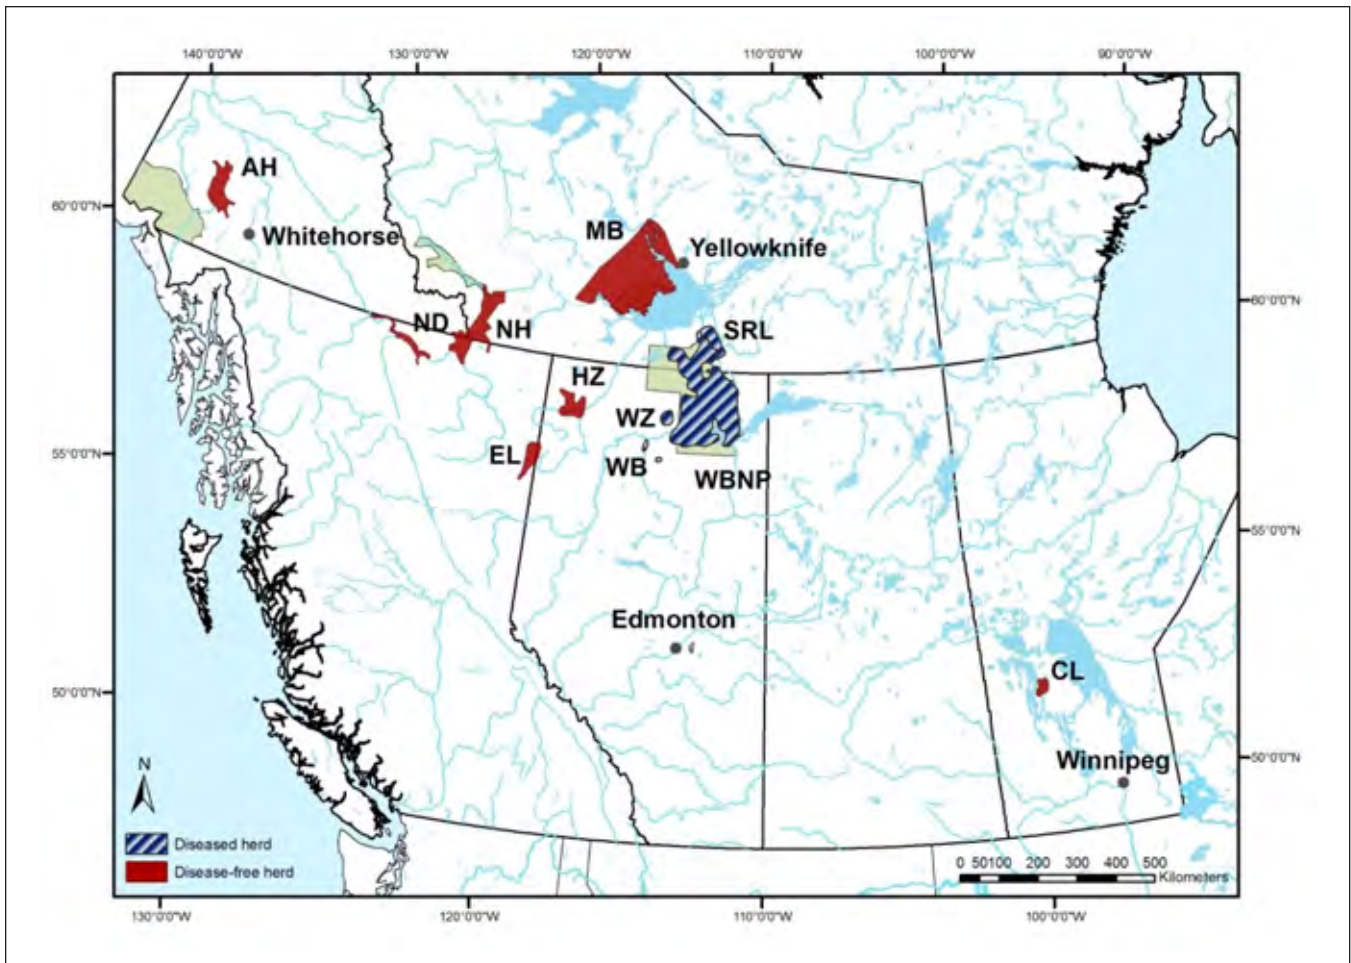 140°0'0"W 130°0'0"W 120°0'0"W 110°0'0"W 100°0'0"W 90°0'0"W
AH
60°0'0"N
Whitehorse
MB
Yellowknife
60°0'0"N
ND
NH
SRL
HZ
WZ
55°0'0"N
EL
WB
WBNP
55°0'0"N
Edmonton
CL
50°0'0"N
Winnipeg
50°0'0"N
N
Diseased herd
Disease-free herd
0 50100 200 300 400 500
Kilometers
130°0'0"W 120°0'0"W 110°0'0"W 100°0'0"W